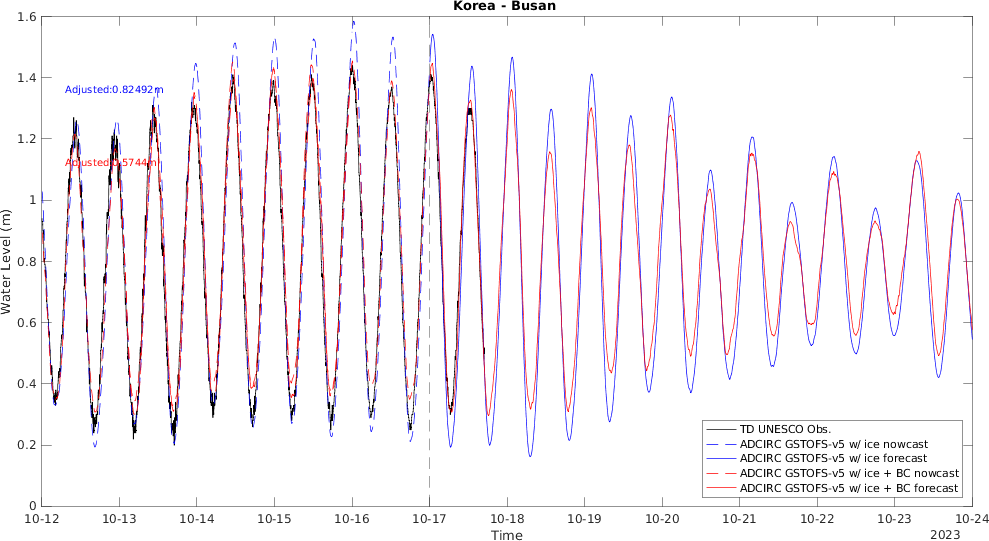 Korea - Busan
1.6
1.4
1.2
1
0.8
0.6
0.4
0.2
0
Water Level (m)
Adjusted:0.82492m
Adjusted:0.5744m
TD UNESCO Obs.
ADCIRC GSTOFS-v5 w/ ice nowcast
ADCIRC GSTOFS-v5 w/ ice forecast
ADCIRC GSTOFS-v5 w/ ice + BC nowcast
ADCIRC GSTOFS-v5 w/ ice + BC forecast
10-12 10-13 10-14 10-15 10-16 10-17 10-18 10-19 10-20 10-21 10-22 10-23 10-24
Time
2023